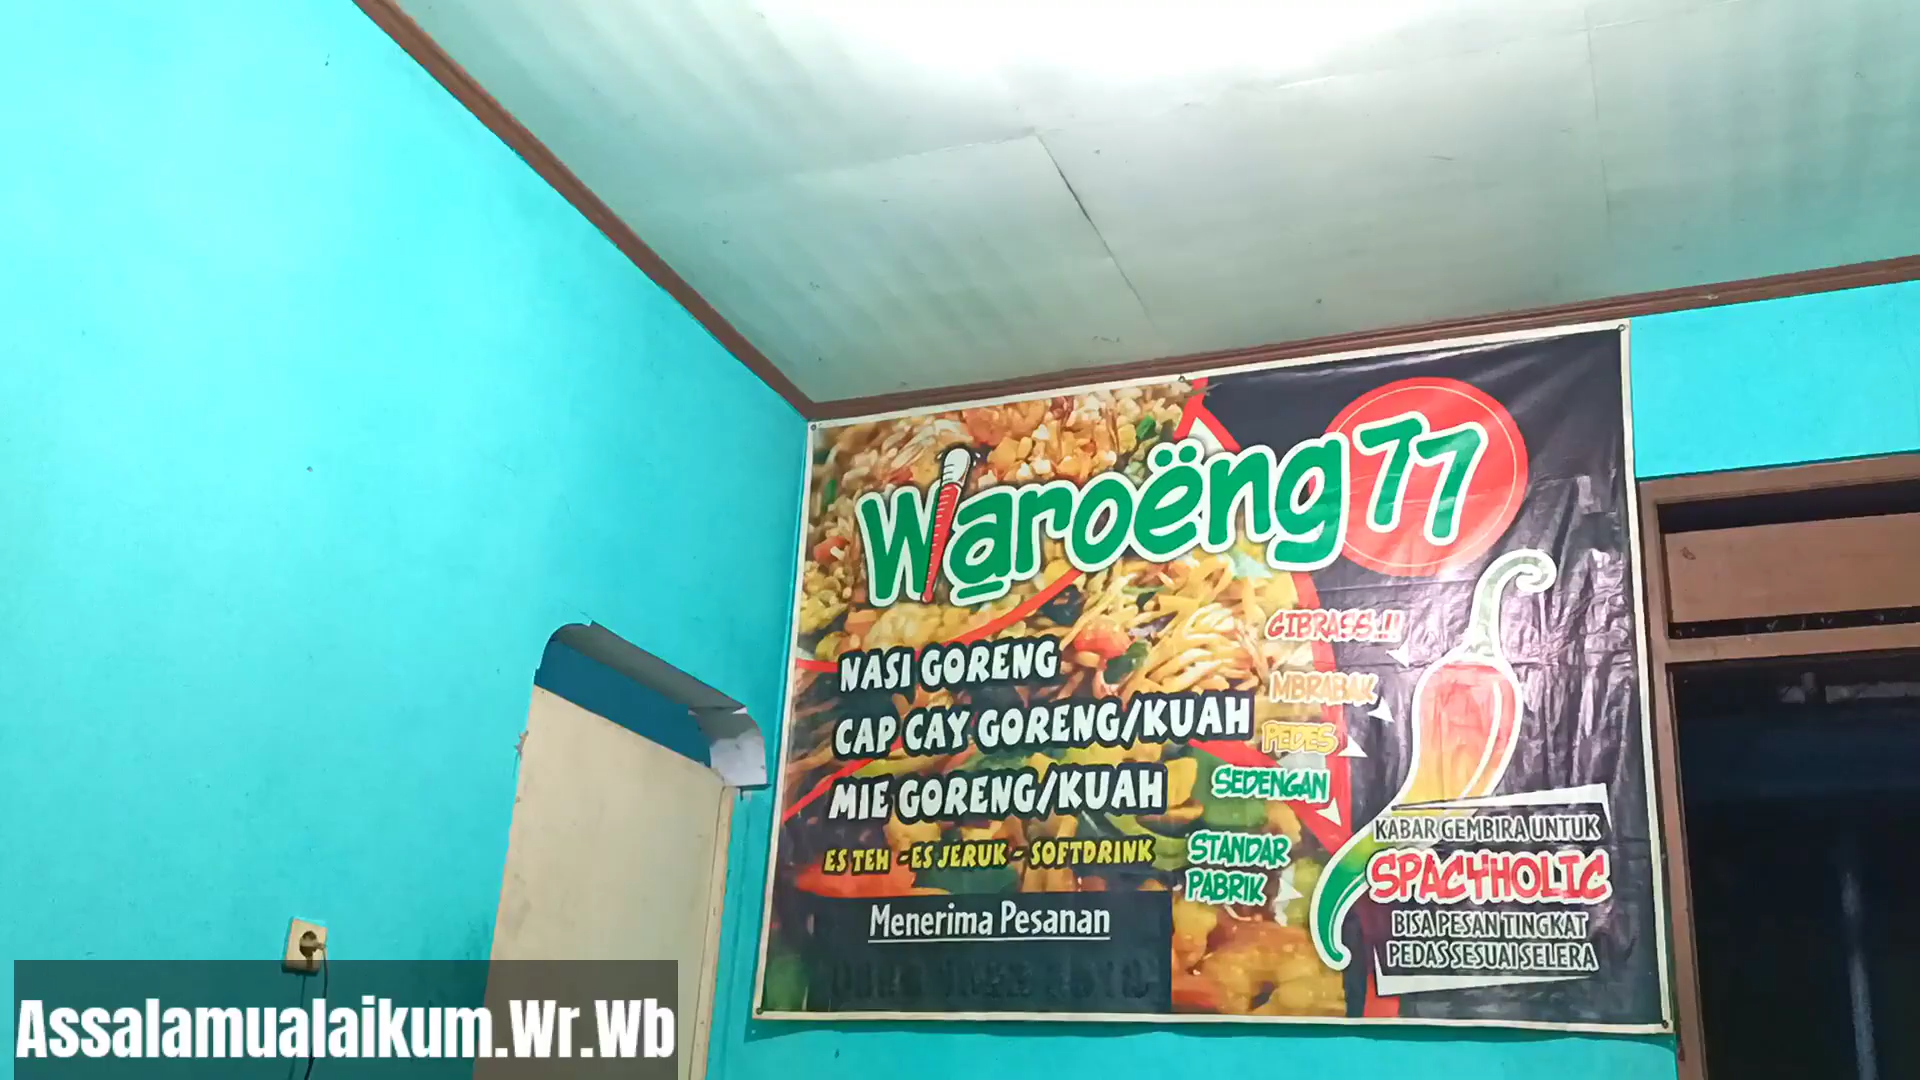 Waroëng 77
NASI GORENG
CAP CAY GORENG/KUAH
MIE GORENG/KUAH
ES TEH - ES JERUK - SOFTDRINK
Menerima Pesanan
GIBRASS..!!
MBRABAK
PEDES
SEDENGAN
STANDAR
PABRIK
KABAR GEMBIRA UNTUK
SPACYHOLIC
BISA PESAN TINGKAT
PEDAS SESUAI SELERA
Assalamualaikum.Wr.Wb